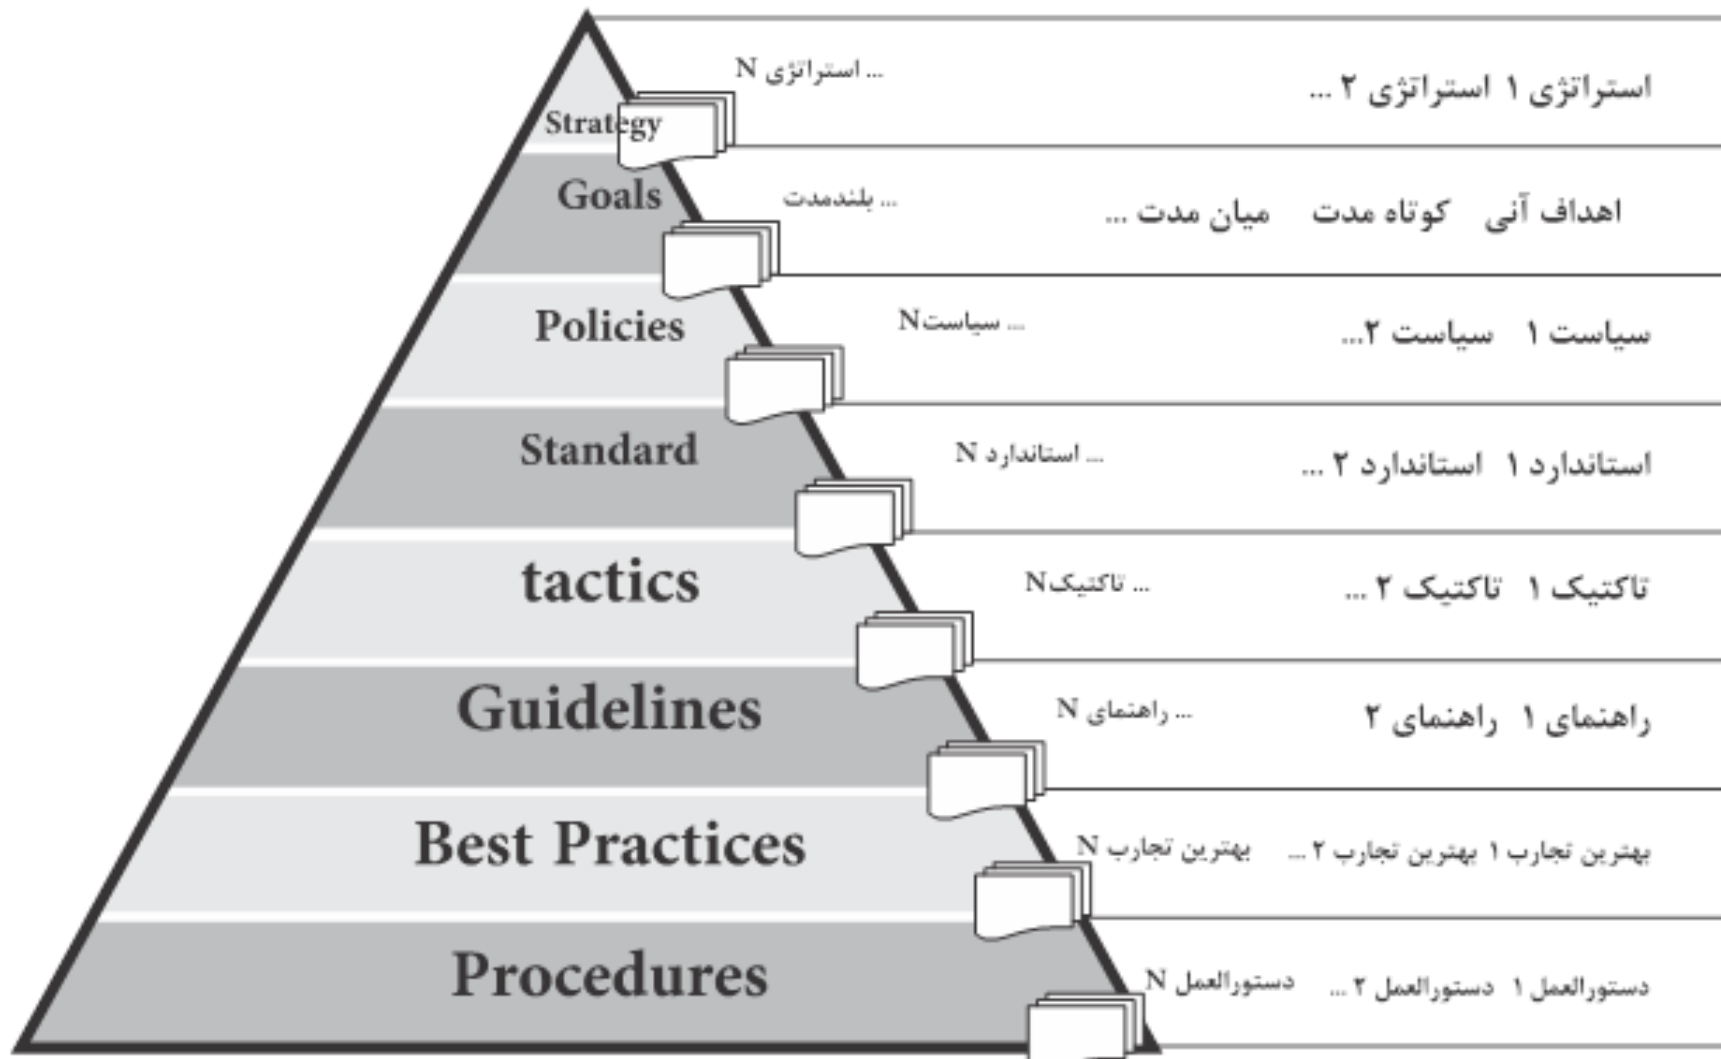 استراتژی ۱ استراتژی ۲ ... ... استراتژی N
Strategy
اهداف آنی کوتاه مدت میان مدت ... ... بلندمدت
Goals
سیاست ۱ سیاست ۲... ... سیاستN
Policies
استاندارد ۱ استاندارد ۲ ... ... استاندارد N
Standard
تاکتیک ۱ تاکتیک ۲ ... ... تاکتیکN
tactics
راهنمای ۱ راهنمای ۲ ... راهنمای N
Guidelines
بهترین تجارب ۱ بهترین تجارب ۲ ... بهترین تجارب N
Best Practices
دستورالعمل ۱ دستورالعمل ۲ ... دستورالعمل N
Procedures